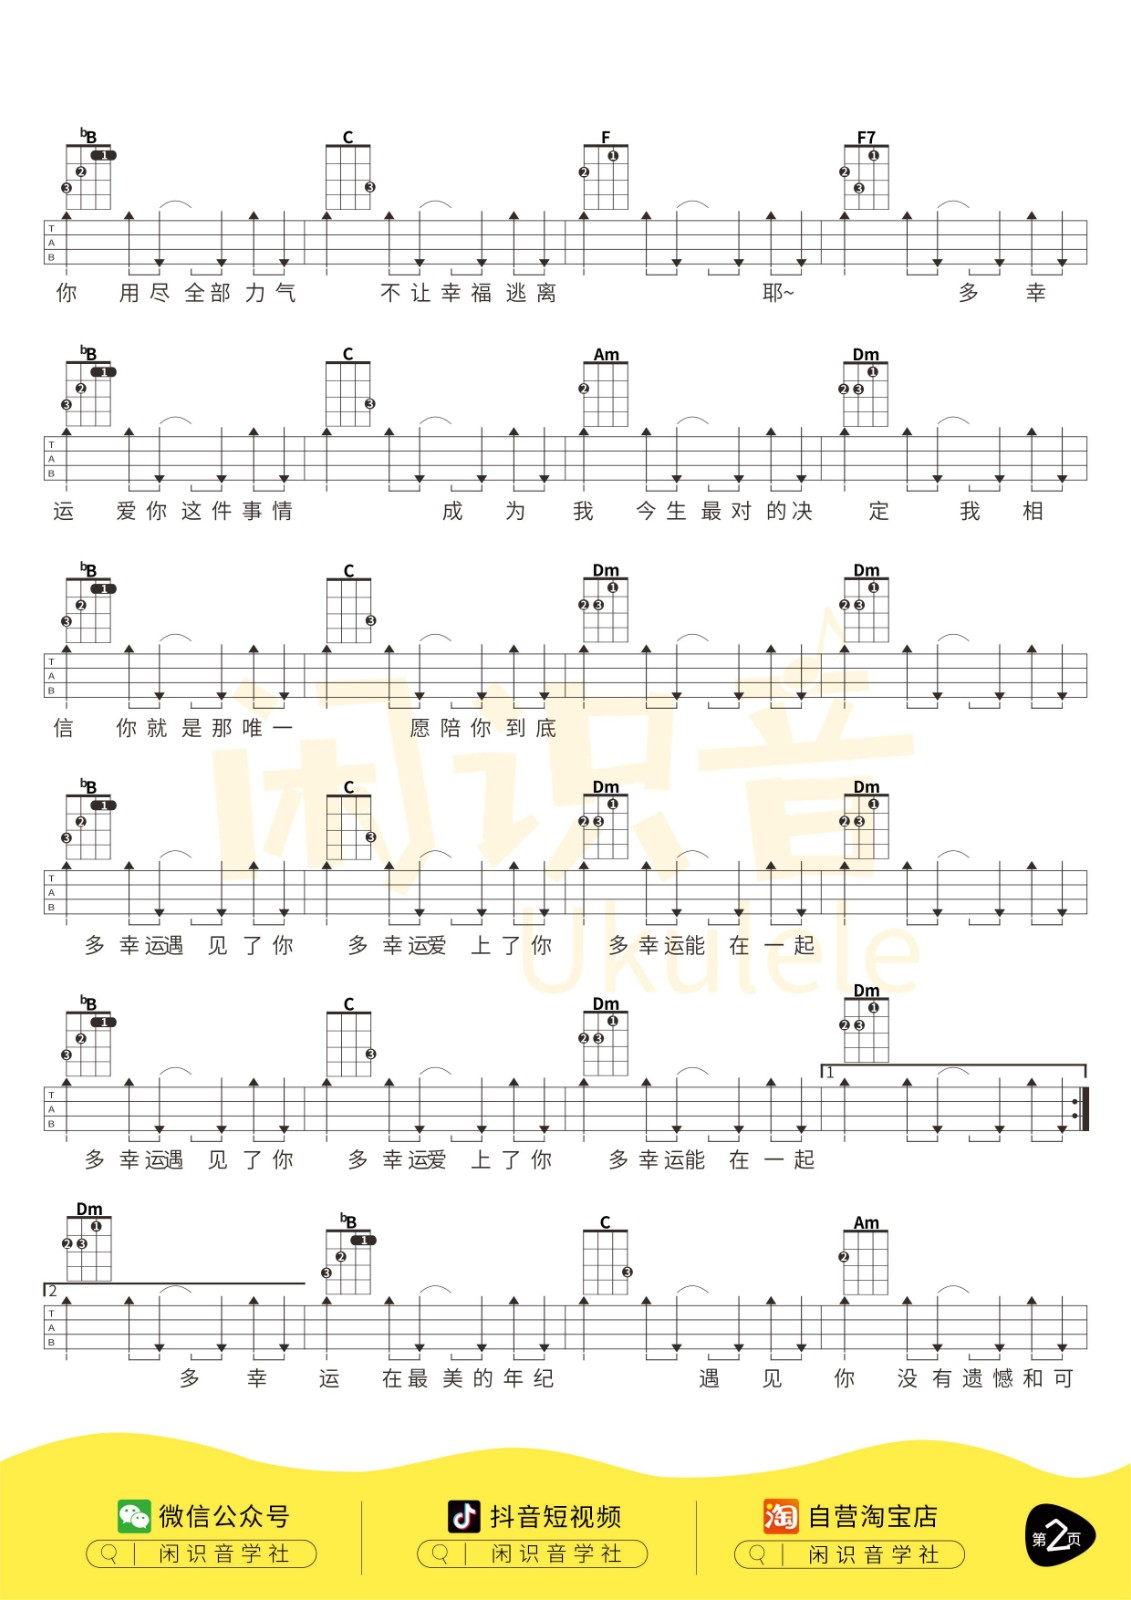 ♭B C F F7
T
A
B
你 用尽 全部 力气 不让幸福逃离 耶~ 多 幸
♭B C Am Dm
T
A
B
运 爱你这件事情 成 为 我 今生最对的决 定 我 相
♭B C Dm Dm
T
A
B
信 你就是那唯一 愿陪你到底
♭B C Dm Dm
T
A
B
多幸运遇 见了你 多幸运爱 上了你 多幸运能 在一起
♭B C Dm Dm
1
T
A
B
多幸运遇 见了你 多幸运爱 上了你 多幸运能 在一起
Dm ♭B C Am
2
T
A
B
多 幸 运 在最美的年纪 遇 见 你 没有遗憾和可
闲识音
Ukulele
微信公众号 抖音短视频 自营淘宝店
闲识音学社 闲识音学社 闲识音学社
第2页